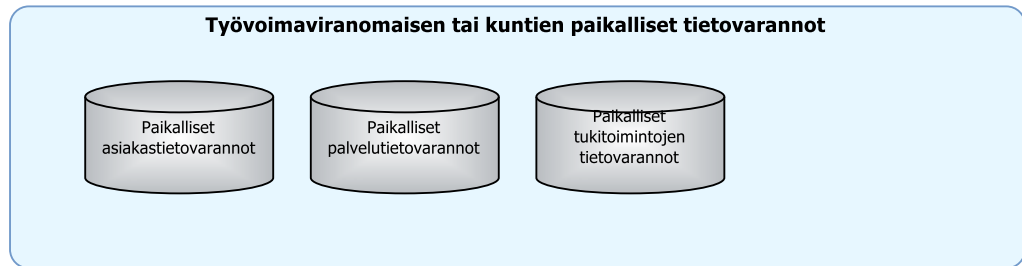 Työvoimaviranomaisen tai kuntien paikalliset tietovarannot
Paikalliset
asiakastietovarannot
Paikalliset
palvelutietovarannot
Paikalliset
tukitoimintojen
tietovarannot